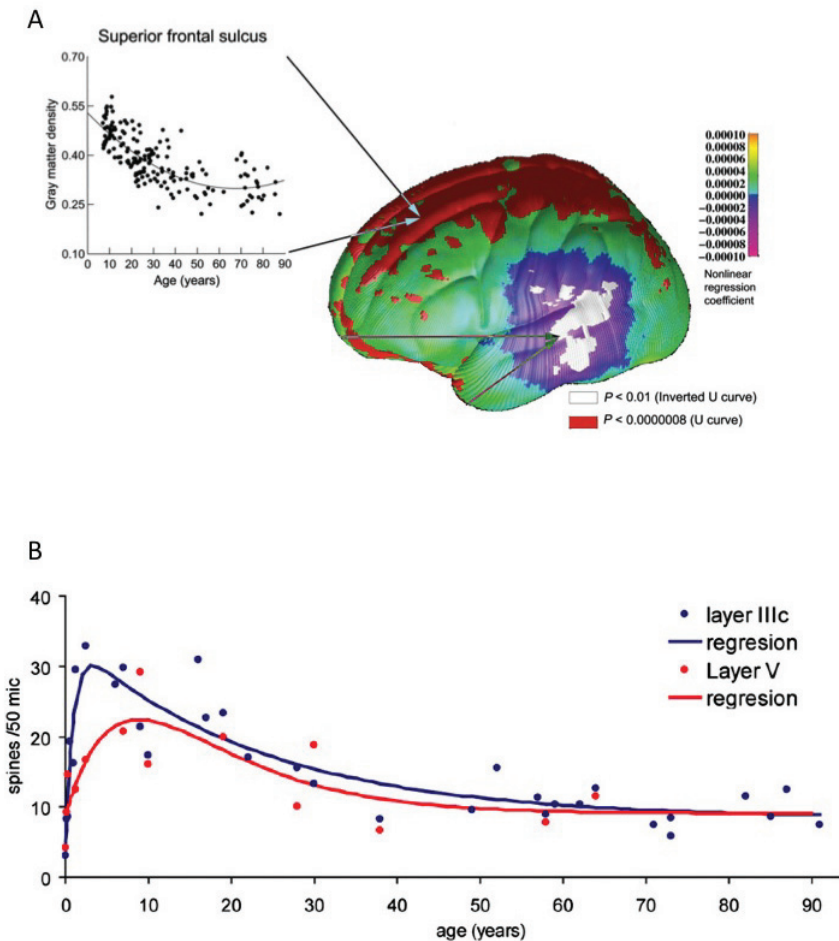 A
Superior frontal sulcus
Gray matter density
0.70
0.55
0.40
0.25
0.10
0 10 20 30 40 50 60 70 80 90
Age (years)
0.00010
0.00008
0.00006
0.00004
0.00002
0.00000
−0.00002
−0.00004
−0.00006
−0.00008
−0.00010
Nonlinear
regression
coefficient
P < 0.01 (Inverted U curve)
P < 0.0000008 (U curve)
B
spines /50 mic
40
30
20
10
0
0 10 20 30 40 50 60 70 80 90
age (years)
layer IIIc
regresion
Layer V
regresion